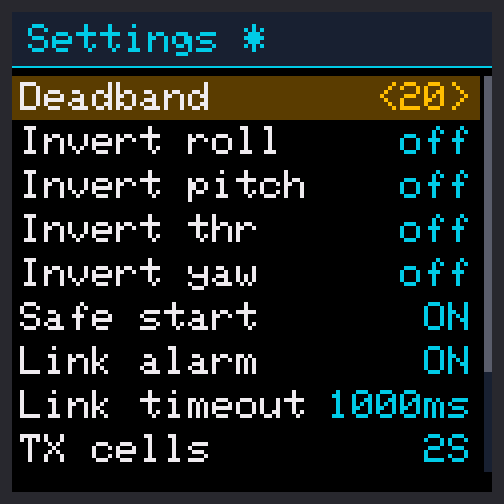 Settings *
Deadband <20>
Invert roll off
Invert pitch off
Invert thr off
Invert yaw off
Safe start ON
Link alarm ON
Link timeout 1000ms
TX cells 2S